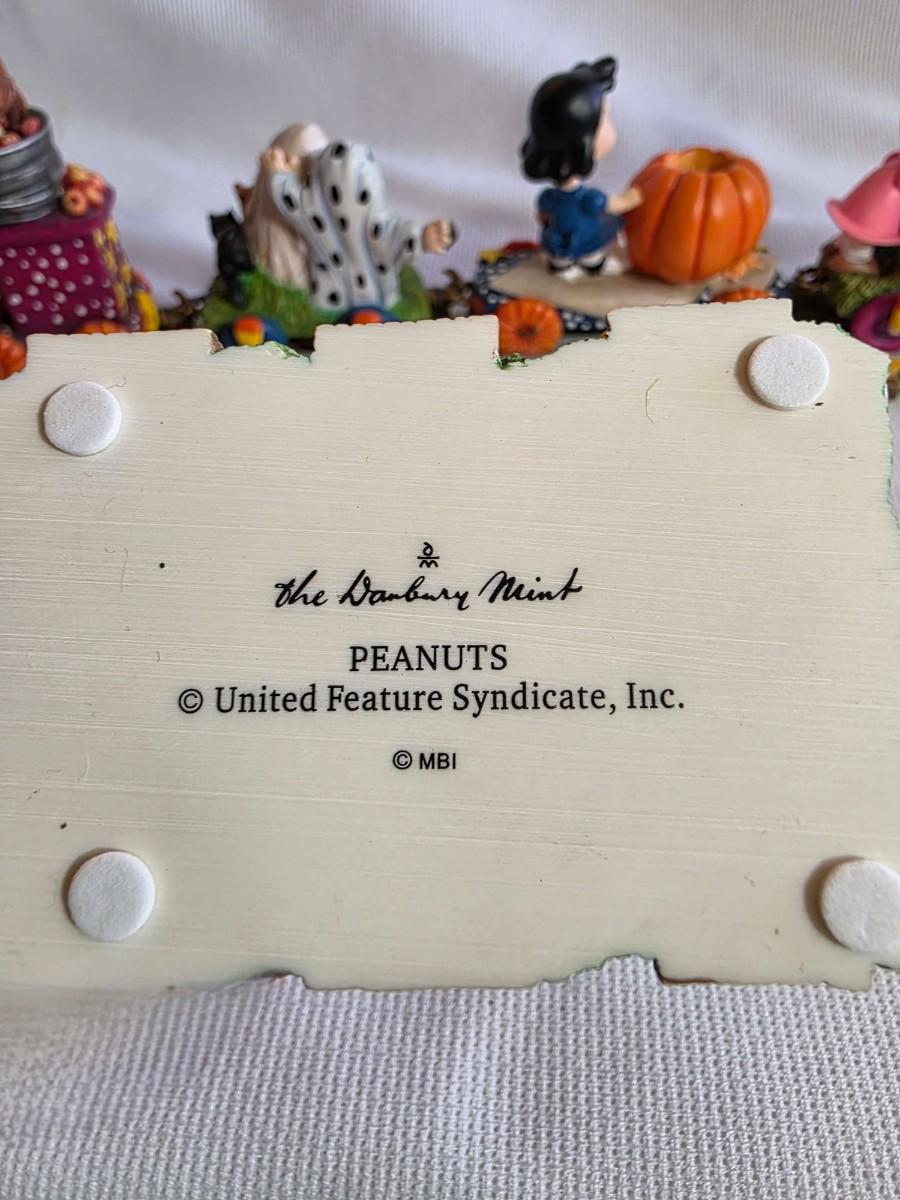 the Danbury Mint
PEANUTS
© United Feature Syndicate, Inc.
© MBI